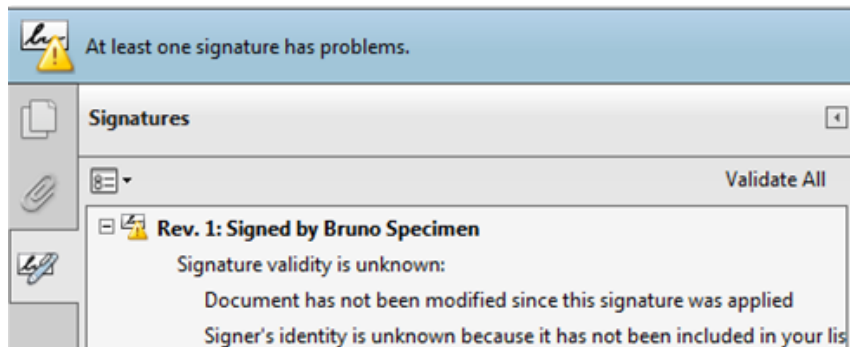 At least one signature has problems.
Signatures
Validate All
Rev. 1: Signed by Bruno Specimen
Signature validity is unknown:
Document has not been modified since this signature was applied
Signer's identity is unknown because it has not been included in your lis